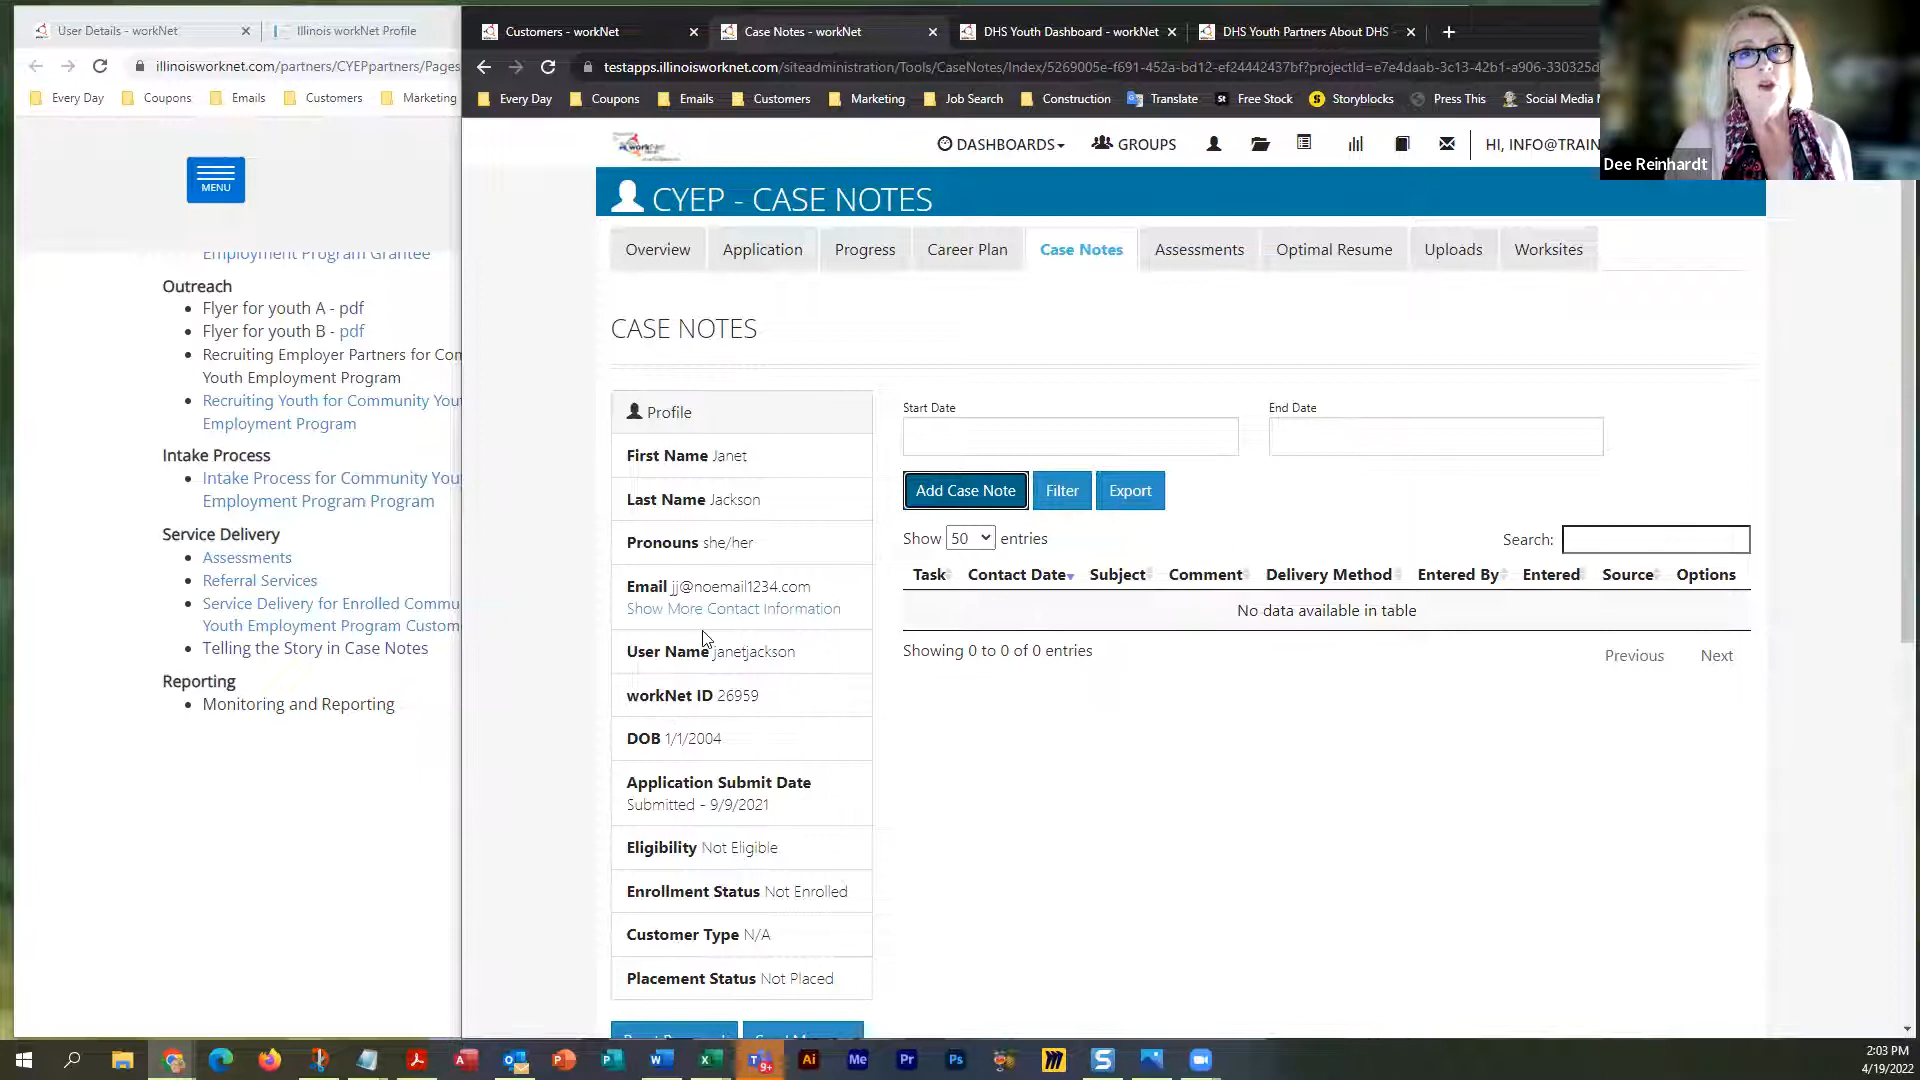 User Details - workNet
Illinois workNet Profile
Customers - workNet
Case Notes - workNet
DHS Youth Dashboard - workNet
DHS Youth Partners About DHS -
illinoisworknet.com/partners/CYEPpartners/Pages
testapps.illinoisworknet.com/siteadministration/Tools/CaseNotes/Index/5269005e-f691-452a-bd12-ef24442437bf?projectId=e7e4daab-3c13-42b1-a906-330325d
Every Day Coupons Emails Customers Marketing
Every Day Coupons Emails Customers Marketing Job Search Construction Translate Free Stock Storyblocks Press This Social Media
Dee Reinhardt
MENU
DASHBOARDS GROUPS HI, INFO@TRAIN
CYEP - CASE NOTES
Overview Application Progress Career Plan Case Notes Assessments Optimal Resume Uploads Worksites
Employment Program Grantee
Outreach
Flyer for youth A - pdf
Flyer for youth B - pdf
Recruiting Employer Partners for Com
Youth Employment Program
Recruiting Youth for Community You
Employment Program
Intake Process
Intake Process for Community You
Employment Program Program
Service Delivery
Assessments
Referral Services
Service Delivery for Enrolled Commu
Youth Employment Program Custom
Telling the Story in Case Notes
Reporting
Monitoring and Reporting
CASE NOTES
Profile
First Name Janet
Last Name Jackson
Pronouns she/her
Email jj@noemail1234.com
Show More Contact Information
User Name janetjackson
workNet ID 26959
DOB 1/1/2004
Application Submit Date
Submitted - 9/9/2021
Eligibility Not Eligible
Enrollment Status Not Enrolled
Customer Type N/A
Placement Status Not Placed
Start Date End Date
Add Case Note Filter Export
Show 50 entries Search:
Task Contact Date Subject Comment Delivery Method Entered By Entered Source Options
No data available in table
Showing 0 to 0 of 0 entries
Previous Next
2:03 PM
4/19/2022